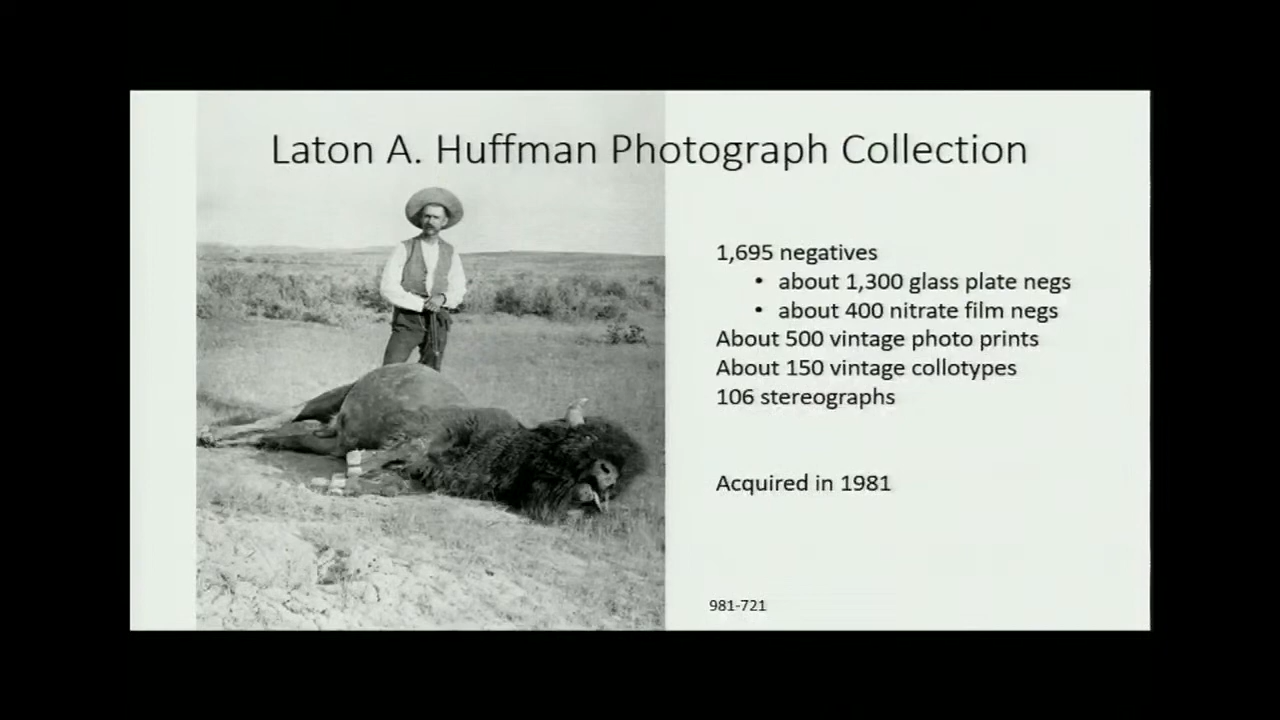 Laton A. Huffman Photograph Collection
1,695 negatives
• about 1,300 glass plate negs
• about 400 nitrate film negs
About 500 vintage photo prints
About 150 vintage collotypes
106 stereographs
Acquired in 1981
981-721